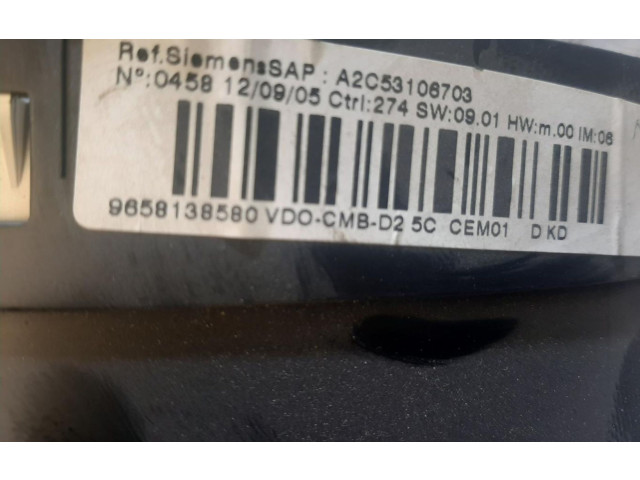 Ref.SiemensSAP : A2C53106703
N°:0458 12/09/05 Ctrl:274 SW:09.01 HW:m.00 IM:06
9658138580 VDO-CMB-D2 5C CEM01 D KD